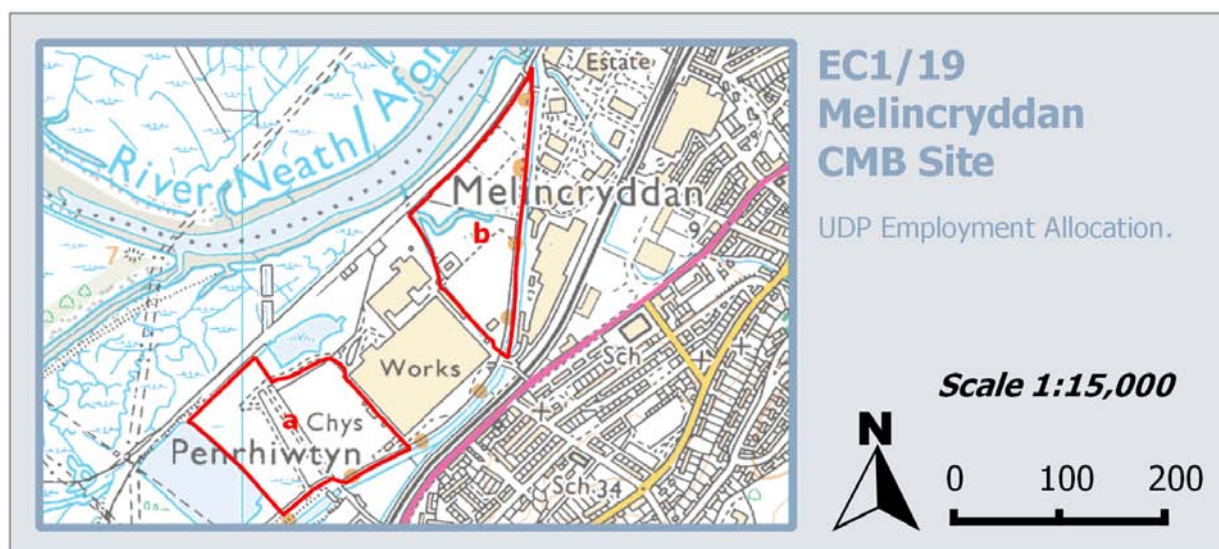 Estate
River Neath/ Afon
Melincryddan
b
7
9
Works
Sch
a
Chys
Penrhiwtyn
Sch
34
EC1/19
Melincryddan
CMB Site
UDP Employment Allocation.
Scale 1:15,000
N
0 100 200